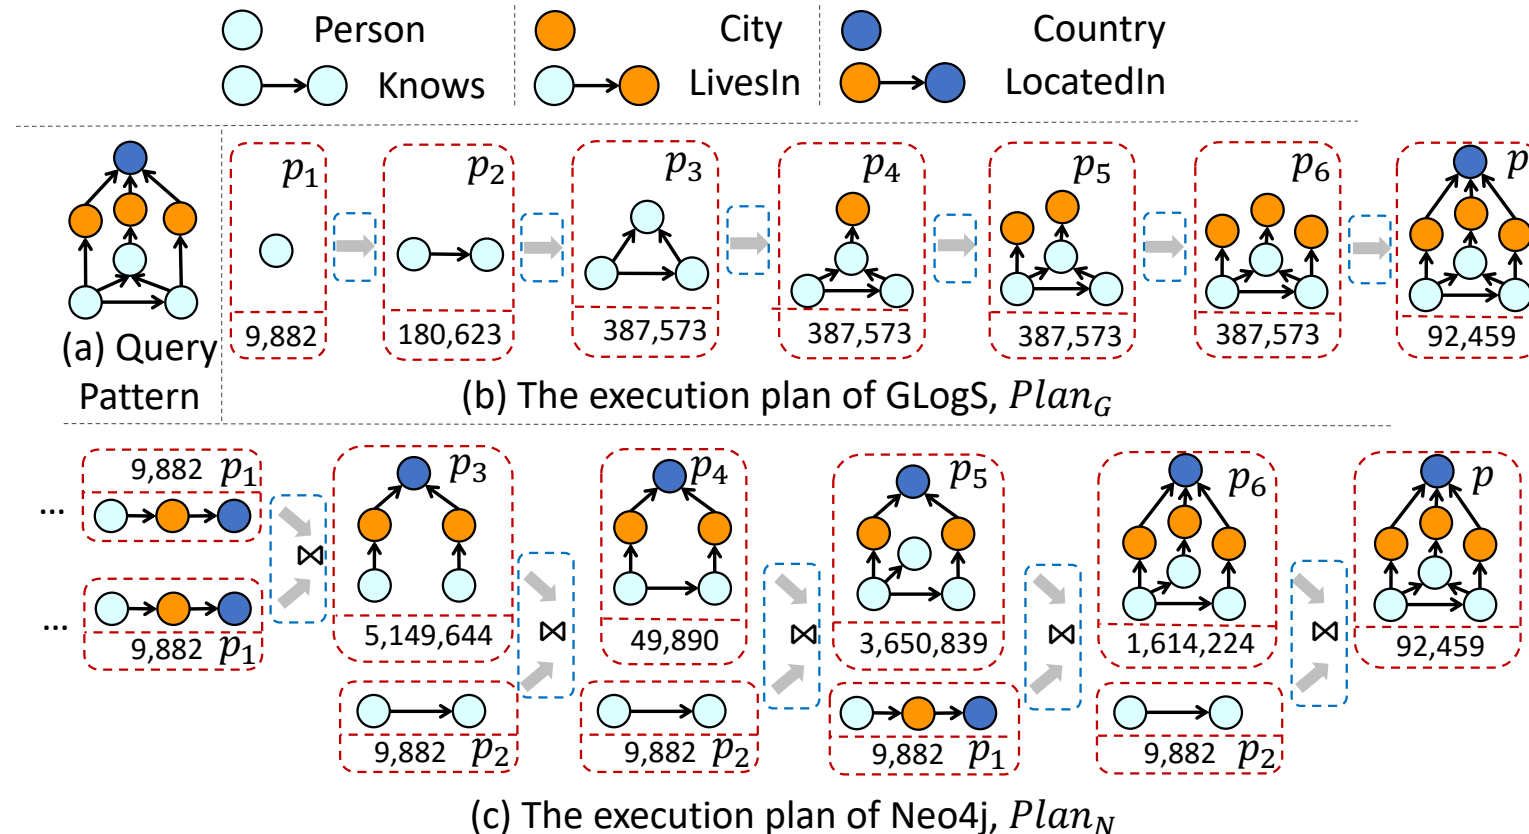 Person City Country
Knows LivesIn LocatedIn
p1 p2 p3 p4 p5 p6 p
9,882 180,623 387,573 387,573 387,573 387,573 92,459
(a) Query
Pattern
(b) The execution plan of GLogS, PlanG
9,882 p1 p3 p4 p5 p6 p
...
⋈
...
9,882 p1
5,149,644 49,890 3,650,839 1,614,224 92,459
⋈ ⋈ ⋈ ⋈
9,882 p2 9,882 p2 9,882 p1 9,882 p2
(c) The execution plan of Neo4j, PlanN